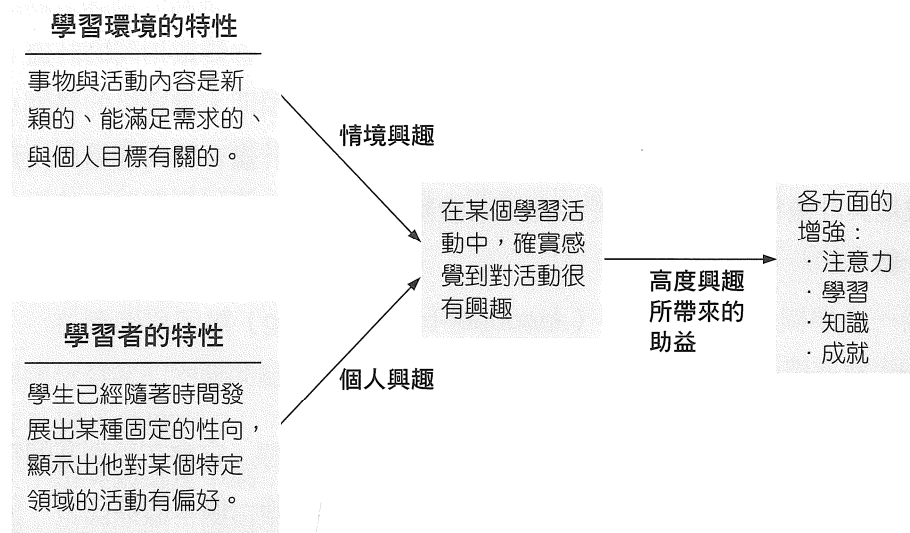 學習環境的特性
事物與活動內容是新
穎的、能滿足需求的、
與個人目標有關的。
情境興趣
學習者的特性
學生已經隨著時間發
展出某種固定的性向，
顯示出他對某個特定
領域的活動有偏好。
個人興趣
在某個學習活
動中，確實感
覺到對活動很
有興趣
高度興趣
所帶來的
助益
各方面的
增強：
·注意力
·學習
·知識
·成就